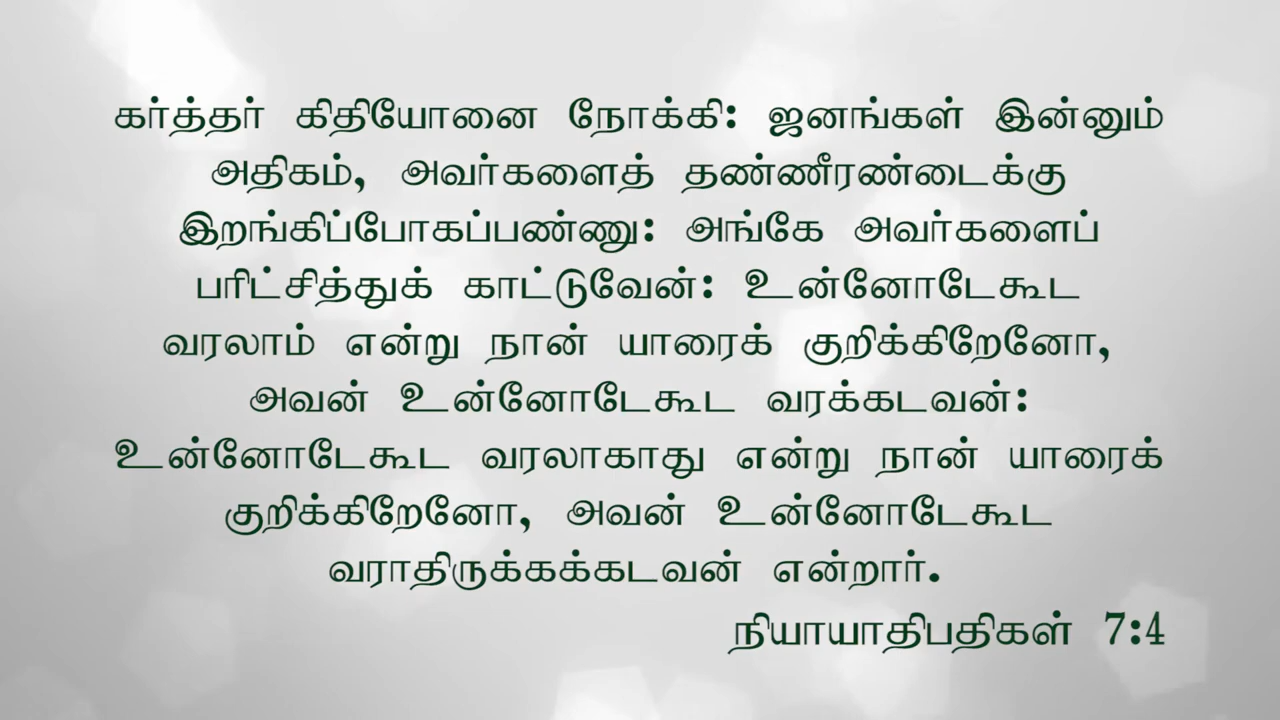 கர்த்தர் கிதியோனை நோக்கி: ஜனங்கள் இன்னும்
அதிகம், அவர்களைத் தண்ணீரண்டைக்கு
இறங்கிப்போகப்பண்ணு: அங்கே அவர்களைப்
பரிட்சித்துக் காட்டுவேன்: உன்னோடேகூட
வரலாம் என்று நான் யாரைக் குறிக்கிறேனோ,
அவன் உன்னோடேகூட வரக்கடவன்:
உன்னோடேகூட வரலாகாது என்று நான் யாரைக்
குறிக்கிறேனோ, அவன் உன்னோடேகூட
வராதிருக்கக்கடவன் என்றார்.
நியாயாதிபதிகள் 7:4